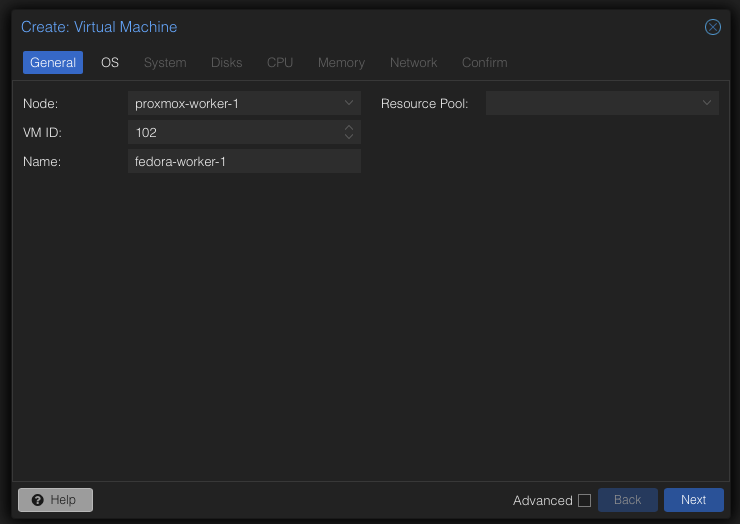 Create: Virtual Machine
General OS System Disks CPU Memory Network Confirm
Node: proxmox-worker-1 Resource Pool:
VM ID: 102
Name: fedora-worker-1
Help Advanced Back Next